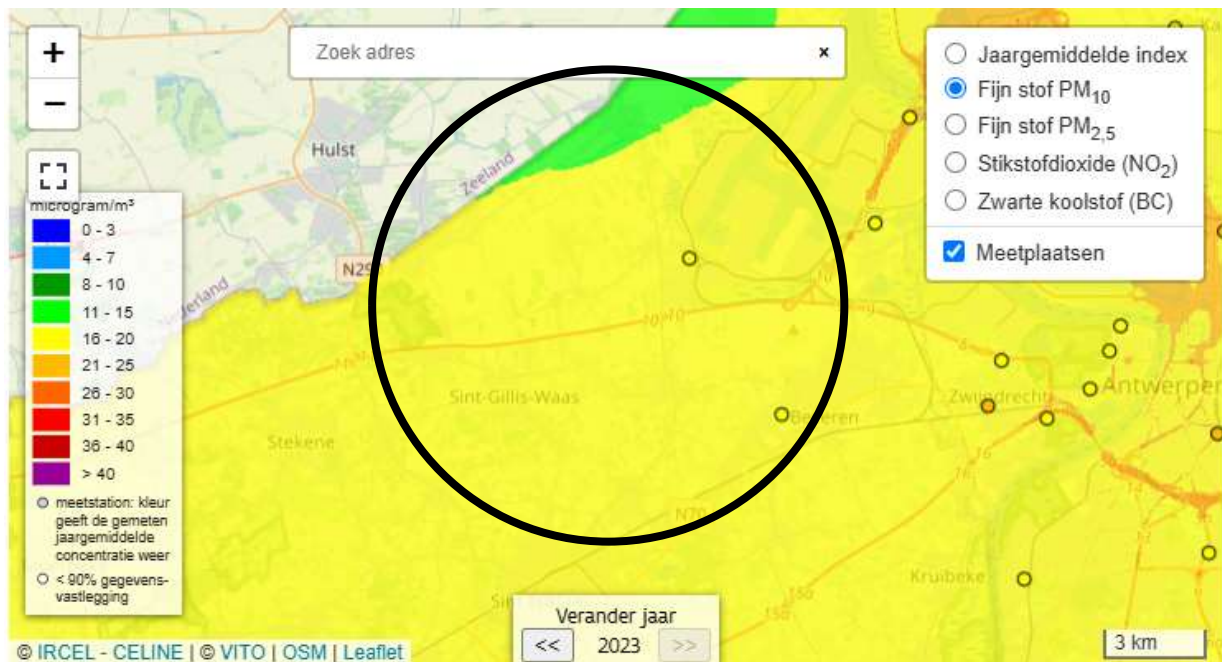 +
−
Zoek adres
×
Jaargemiddelde index
Fijn stof PM10
Fijn stof PM2,5
Stikstofdioxide (NO2)
Zwarte koolstof (BC)
Meetplaatsen
Hulst
Zeeland
microgram/m³
0 - 3
4 - 7
8 - 10
11 - 15
16 - 20
21 - 25
26 - 30
31 - 35
36 - 40
> 40
meetstation: kleur
geeft de gemeten
jaargemiddelde
concentratie weer
< 90% gegevens-
vastlegging
Sint-Gillis-Waas
Stekene
Zwijndrecht
Antwerpen
Beveren
N70
Kruibeke
Verander jaar
<< 2023 >>
3 km
© IRCEL - CELINE | © VITO | OSM | Leaflet